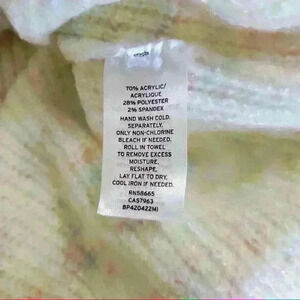 70% ACRYLIC/
ACRYLIQUE
28% POLYESTER
2% SPANDEX
HAND WASH COLD.
SEPARATELY.
ONLY NON-CHLORINE
BLEACH IF NEEDED.
ROLL IN TOWEL
TO REMOVE EXCESS
MOISTURE,
RESHAPE,
LAY FLAT TO DRY.
COOL IRON IF NEEDED.
RN58665
CA57963
BP420422MI